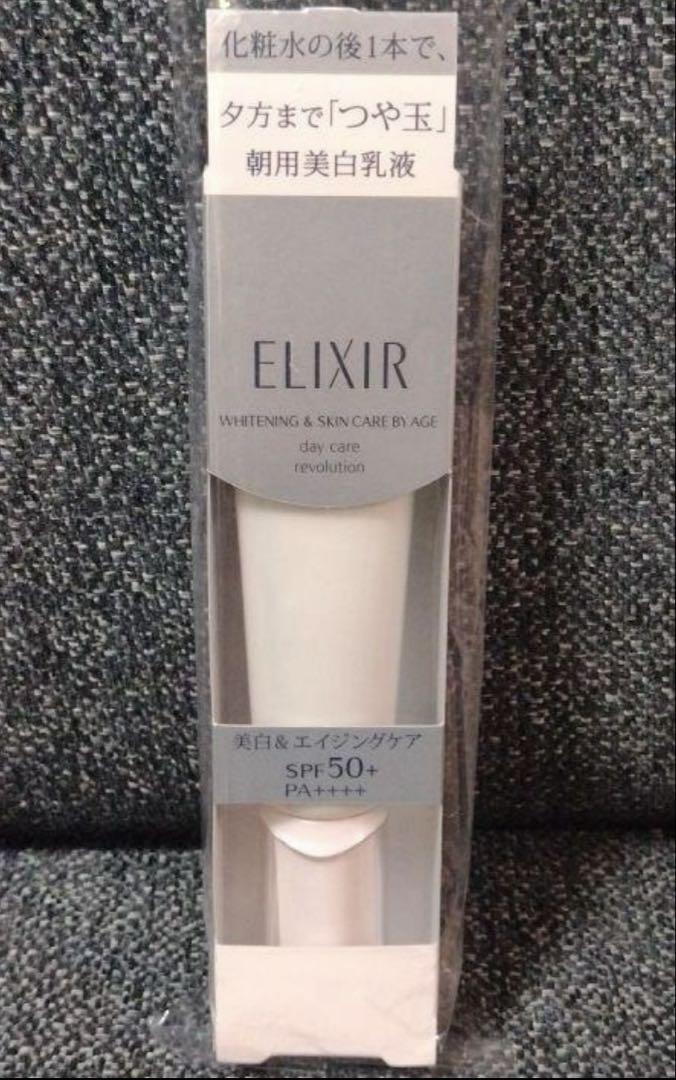 化粧水の後1本で、
夕方まで「つや玉」
朝用美白乳液
ELIXIR
WHITENING & SKIN CARE BY AGE
day care
revolution
美白&エイジングケア
SPF50+
PA++++